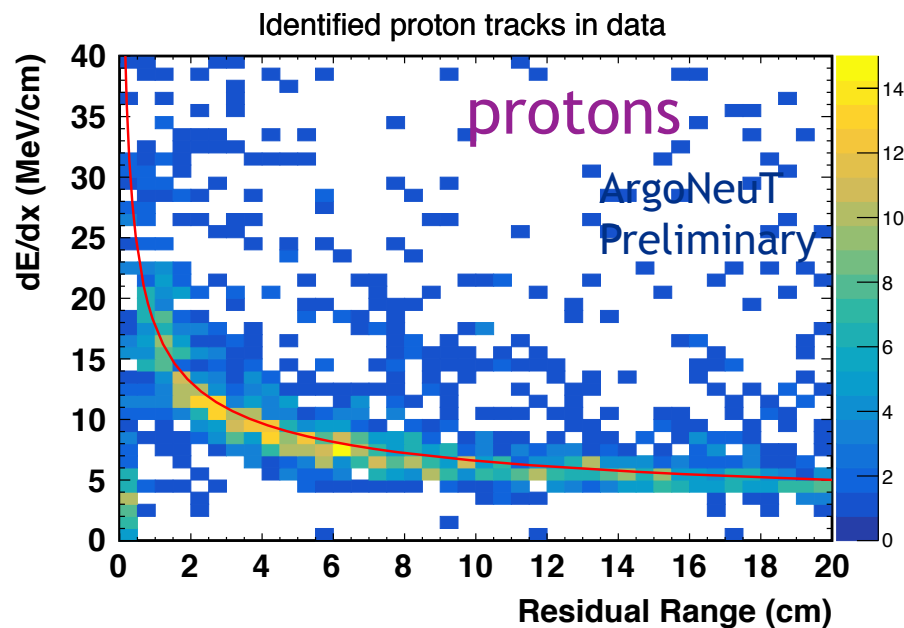 Identified proton tracks in data
dE/dx (MeV/cm)
40
35
30
25
20
15
10
5
0
protons
ArgoNeuT
Preliminary
14
12
10
8
6
4
2
0
0 2 4 6 8 10 12 14 16 18 20
Residual Range (cm)